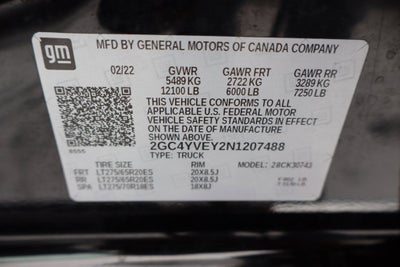 gm
MFD BY GENERAL MOTORS OF CANADA COMPANY
02/22 GVWR GAWR FRT GAWR RR
5489 KG 2722 KG 3289 KG
12100 LB 6000 LB 7250 LB
THIS VEHICLE CONFORMS TO ALL
APPLICABLE U.S. FEDERAL MOTOR
VEHICLE SAFETY STANDARDS IN EFFECT ON
THE DATE OF MANUFACTURE SHOWN ABOVE.
2GC4YVEY2N1207488
TYPE: TRUCK MODEL: 2#CK30743
TIRE SIZE RIM
FRT LT275/65R20ES 20X8.5J
RR LT275/65R20ES 20X8.5J
SPA LT275/70R18ES 18X8J